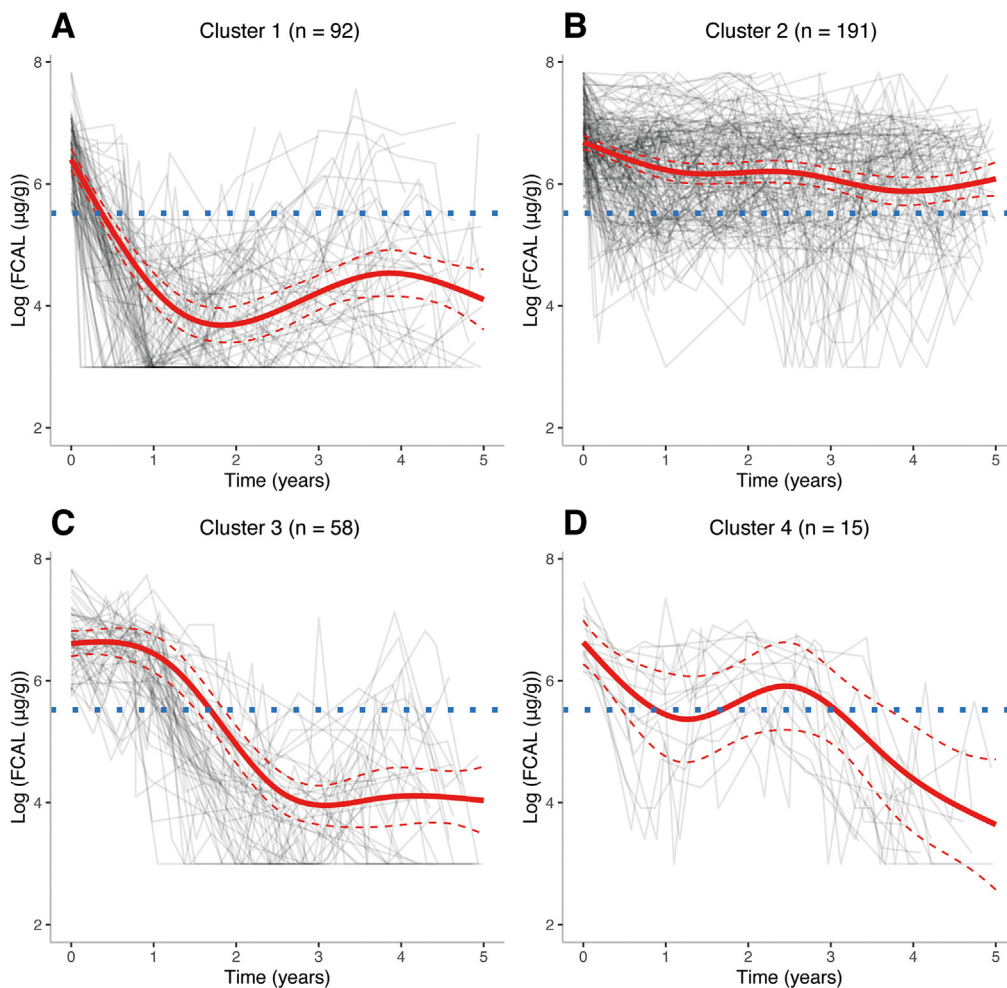 A
Cluster 1 (n = 92)
Log (FCAL (µg/g))
8
6
4
2
0 1 2 3 4 5
Time (years)
B
Cluster 2 (n = 191)
Log (FCAL (µg/g))
8
6
4
2
0 1 2 3 4 5
Time (years)
C
Cluster 3 (n = 58)
Log (FCAL (µg/g))
8
6
4
2
0 1 2 3 4 5
Time (years)
D
Cluster 4 (n = 15)
Log (FCAL (µg/g))
8
6
4
2
0 1 2 3 4 5
Time (years)